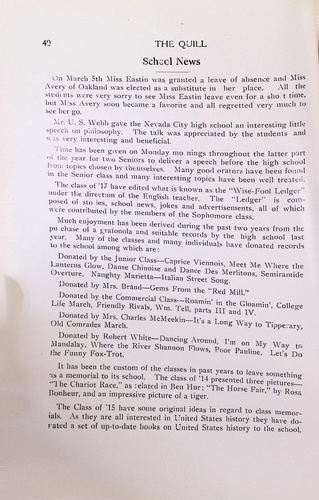 40 THE QUILL
School News
On March 5th Miss Eastin was granted a leave of absence and Miss
Avery of Oakland was elected as a substitute in her place. All the
students were very sorry to see Miss Eastin leave even for a short time,
but Miss Avery soon became a favorite and all regretted very much to
see her go.
Mr. U. S. Webb gave the Nevada City high school an interesting little
speech on philosophy. The talk was appreciated by the students and
was very interesting and beneficial.
Time has been given on Monday mornings throughout the latter part
of the year for two Seniors to deliver a speech before the high school
from topics chosen by themselves. Many good orators have been found
in the Senior class and many interesting topics have been well treated.
The class of '17 have edited what is known as the "Wise-Fool Ledger"
under the direction of the English teacher. The "Ledger" is com-
posed of stories, school news, jokes and advertisements, all of which
were contributed by the members of the Sophomore class.
Much enjoyment has been derived during the past two years from the
purchase of a gratonola and suitable records by the high school last
year. Many of the classes and many individuals have donated records
to the school among which are:
Donated by the Junior Class—Caprice Viennois, Meet Me Where the
Lanterns Glow, Danse Chinoise and Dance Des Merlitons, Semiramide
Overture, Naughty Marietta—Italian Street Song.
Donated by Mrs. Brand—Gems From the "Red Mill."
Donated by the Commercial Class—Roamin' in the Gloamin', College
Life March, Friendly Rivals, Wm. Tell, parts III and IV.
Donated by Mrs. Charles McMeekin—It's a Long Way to Tipperary,
Old Comrades March.
Donated by Robert White—Dancing Around, I'm on My Way to
Mandalay, Where the River Shannon Flows, Poor Pauline, Let's Do
the Funny Fox-Trot.
It has been the custom of the classes in past years to leave something
as a memorial to its school. The class of '14 presented three pictures—
"The Chariot Race," as related in Ben Hur; "The Horse Fair," by Rosa
Bonheur, and an impressive picture of a tiger.
The Class of '15 have some original ideas in regard to class memor-
ials. As they are all interested in United States history they have do-
nated a set of up-to-date books on United States history to the school.